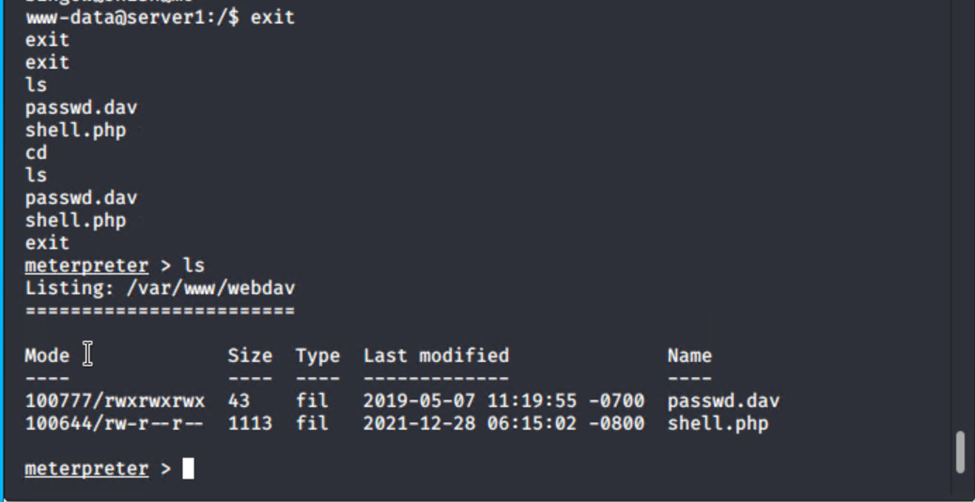 www-data@server1:/$ exit
exit
exit
ls
passwd.dav
shell.php
cd
ls
passwd.dav
shell.php
exit
meterpreter > ls
Listing: /var/www/webdav
========================
Mode Size Type Last modified Name
---- ---- ---- ------------- ----
100777/rwxrwxrwx 43 fil 2019-05-07 11:19:55 -0700 passwd.dav
100644/rw-r--r-- 1113 fil 2021-12-28 06:15:02 -0800 shell.php
meterpreter >